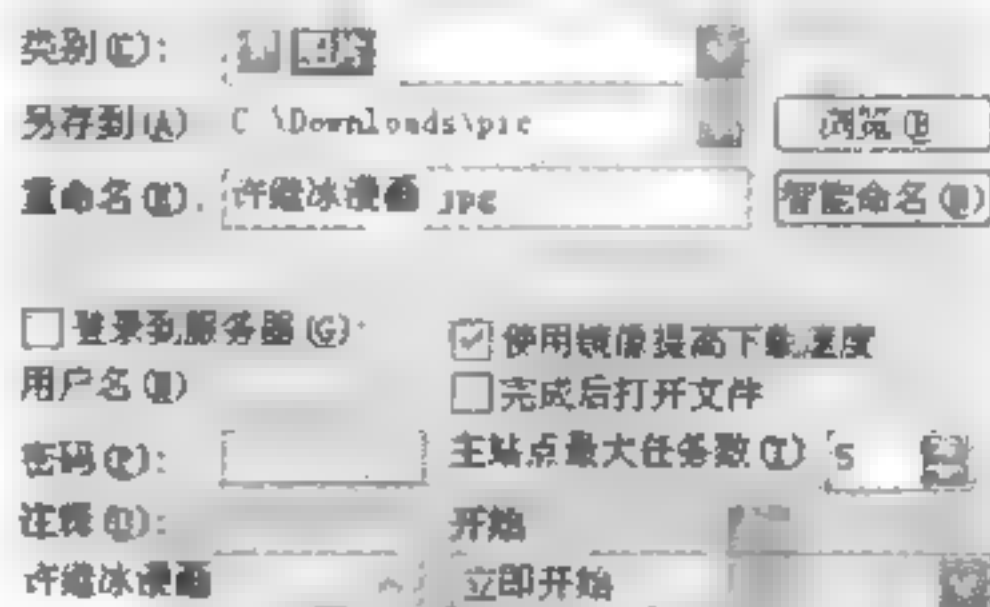 类别(C): 图片
另存到(A) C \Downloads\pic 浏览(B
重命名(E). 许继冰漫画 jpg 智能命名(N)
登录到服务器(G): 使用镜像提高下载速度
用户名(U) 完成后打开文件
密码(P): 主站点最大任务数(T) 5
注释(D): 开始
许继冰漫画 立即开始